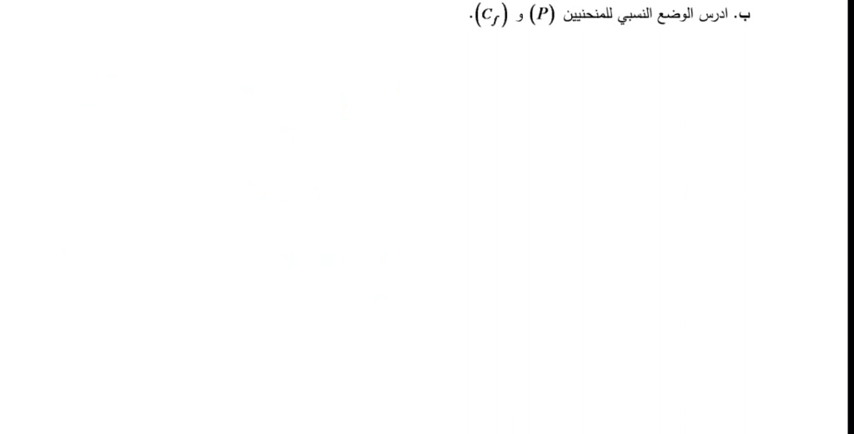 ب. ادرس الوضع النسبي للمنحنيين (P) و (C_f).